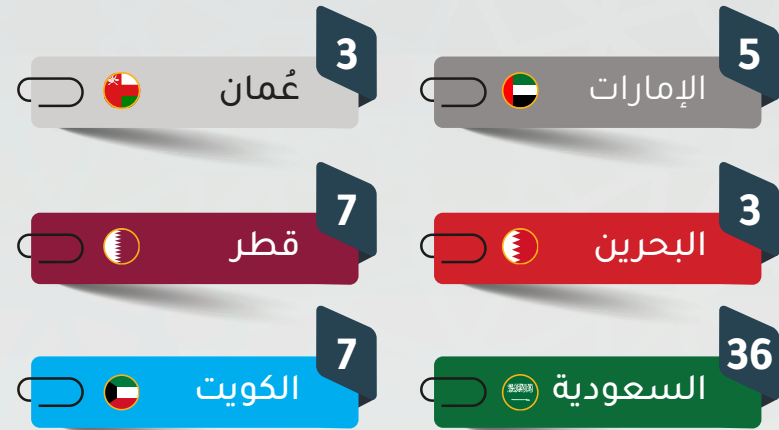 5
الإمارات
3
عُمان
3
البحرين
7
قطر
36
السعودية
7
الكويت